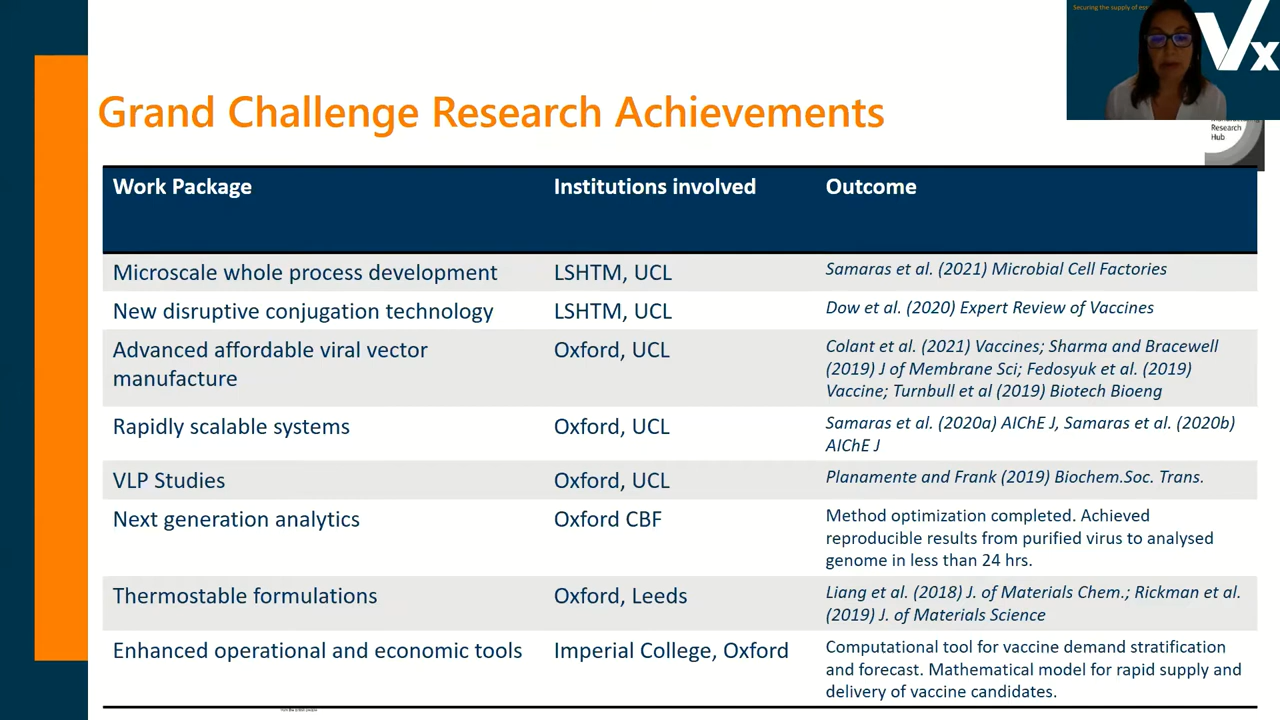 Securing the supply of
Vx
Grand Challenge Research Achievements
Research
Hub
Work Package Institutions involved Outcome
Microscale whole process development LSHTM, UCL Samaras et al. (2021) Microbial Cell Factories
New disruptive conjugation technology LSHTM, UCL Dow et al. (2020) Expert Review of Vaccines
Advanced affordable viral vector manufacture Oxford, UCL Colant et al. (2021) Vaccines; Sharma and Bracewell
(2019) J of Membrane Sci; Fedosyuk et al. (2019)
Vaccine; Turnbull et al (2019) Biotech Bioeng
Rapidly scalable systems Oxford, UCL Samaras et al. (2020a) AIChE J, Samaras et al. (2020b)
AIChE J
VLP Studies Oxford, UCL Planamente and Frank (2019) Biochem.Soc. Trans.
Next generation analytics Oxford CBF Method optimization completed. Achieved
reproducible results from purified virus to analysed
genome in less than 24 hrs.
Thermostable formulations Oxford, Leeds Liang et al. (2018) J. of Materials Chem.; Rickman et al.
(2019) J. of Materials Science
Enhanced operational and economic tools Imperial College, Oxford Computational tool for vaccine demand stratification
and forecast. Mathematical model for rapid supply and
delivery of vaccine candidates.